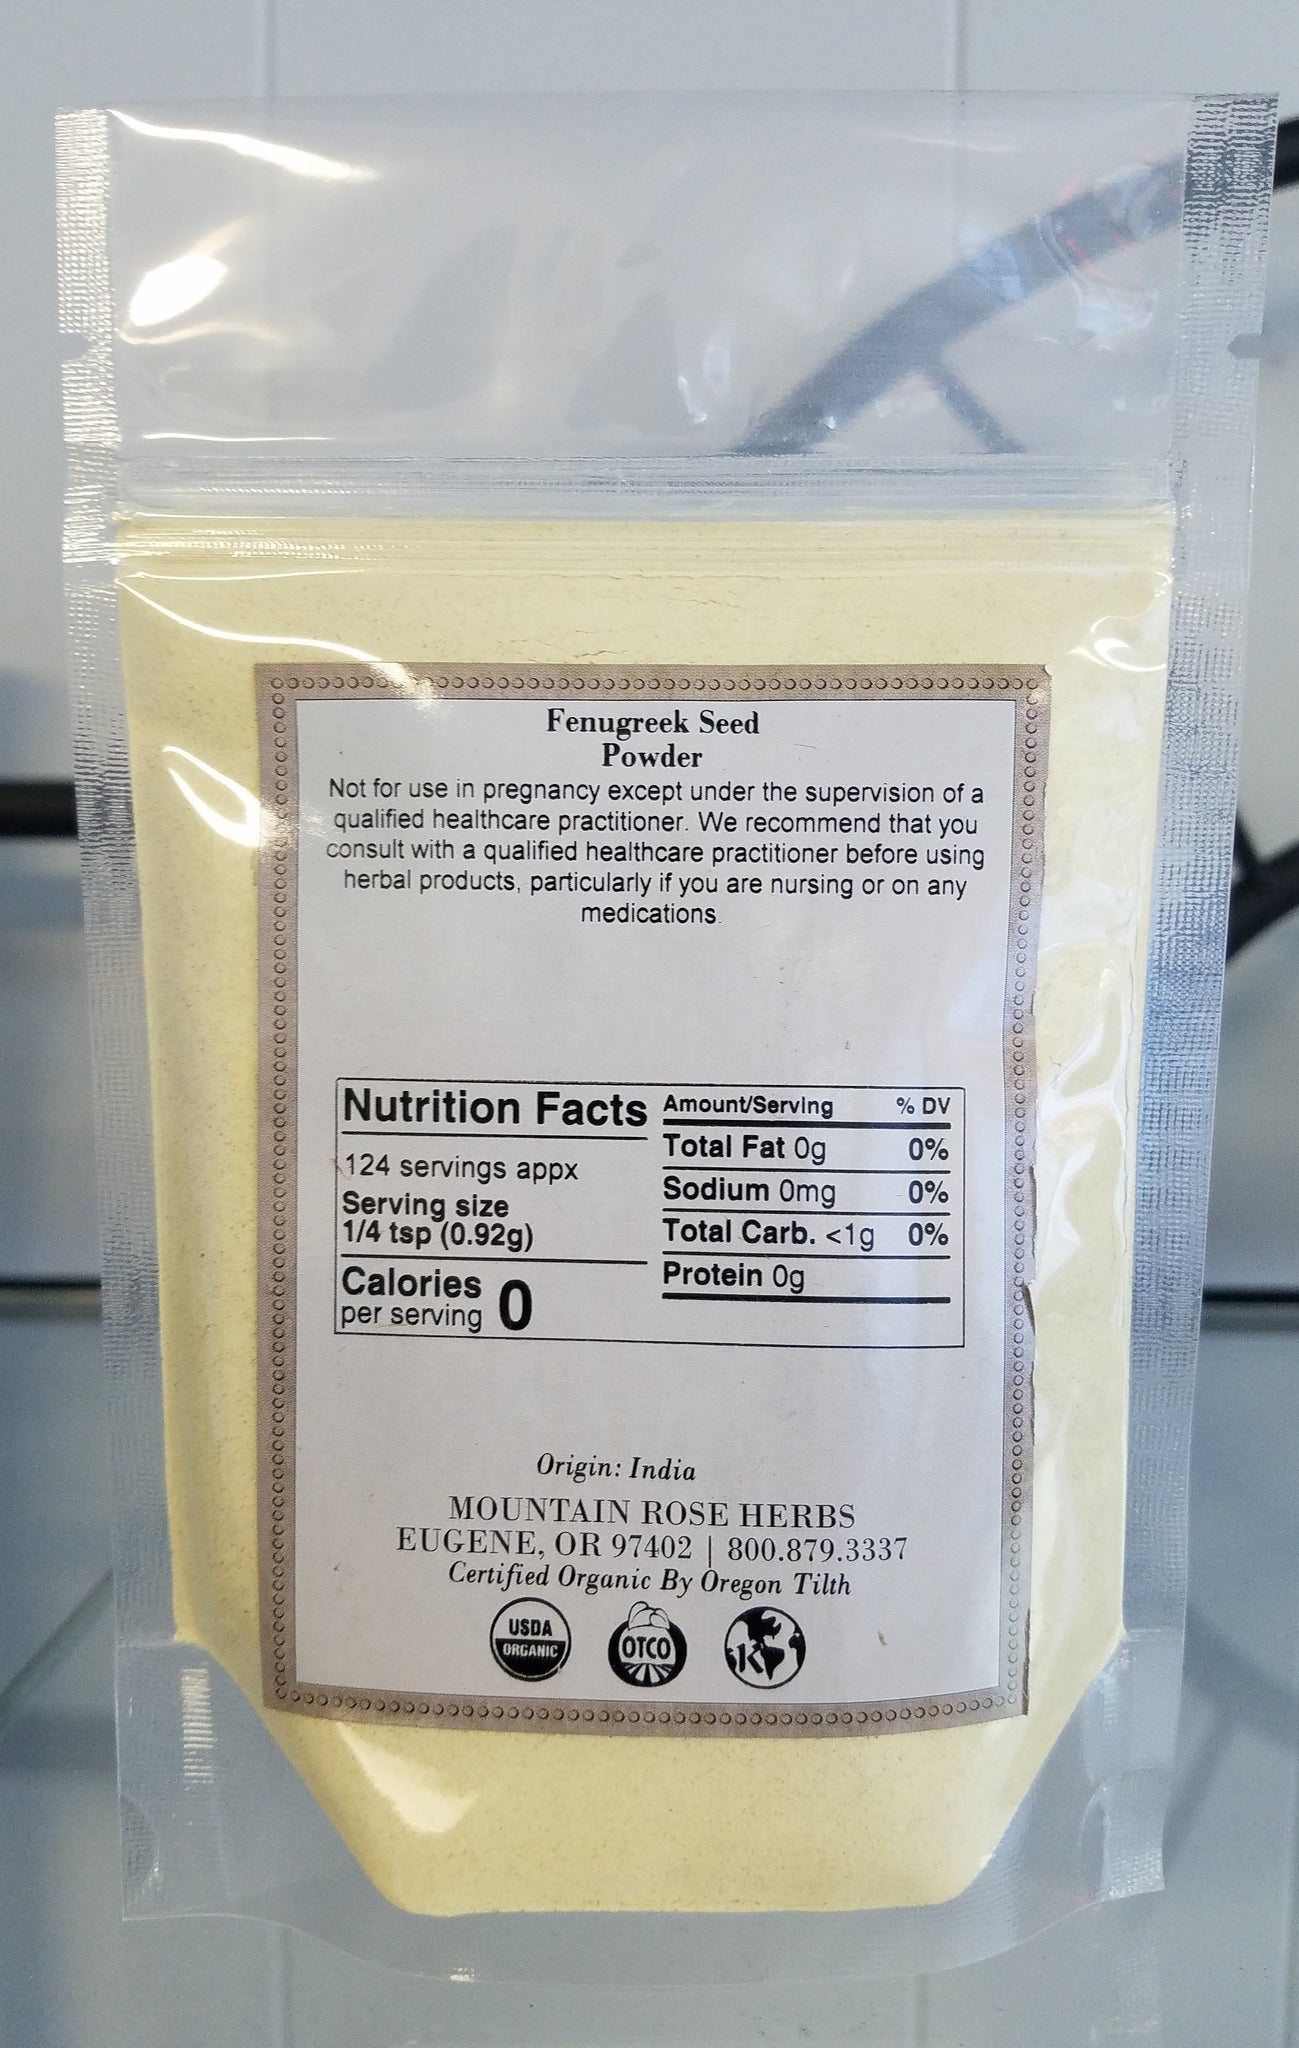 Fenugreek Seed
Powder
Not for use in pregnancy except under the supervision of a
qualified healthcare practitioner. We recommend that you
consult with a qualified healthcare practitioner before using
herbal products, particularly if you are nursing or on any
medications.
Nutrition Facts
124 servings appx
Serving size
1/4 tsp (0.92g)
Calories
per serving 0
Amount/Serving % DV
Total Fat 0g 0%
Sodium 0mg 0%
Total Carb. <1g 0%
Protein 0g
Origin: India
MOUNTAIN ROSE HERBS
EUGENE, OR 97402 | 800.879.3337
Certified Organic By Oregon Tilth
USDA
ORGANIC
OTCO
K